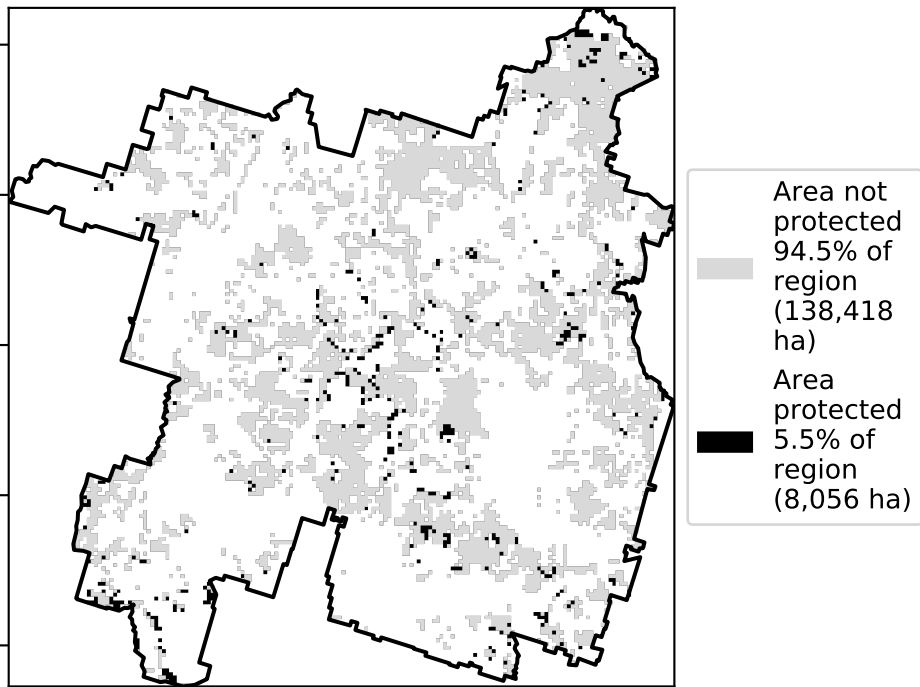 Area not
protected
94.5% of
region
(138,418
ha)
Area
protected
5.5% of
region
(8,056 ha)